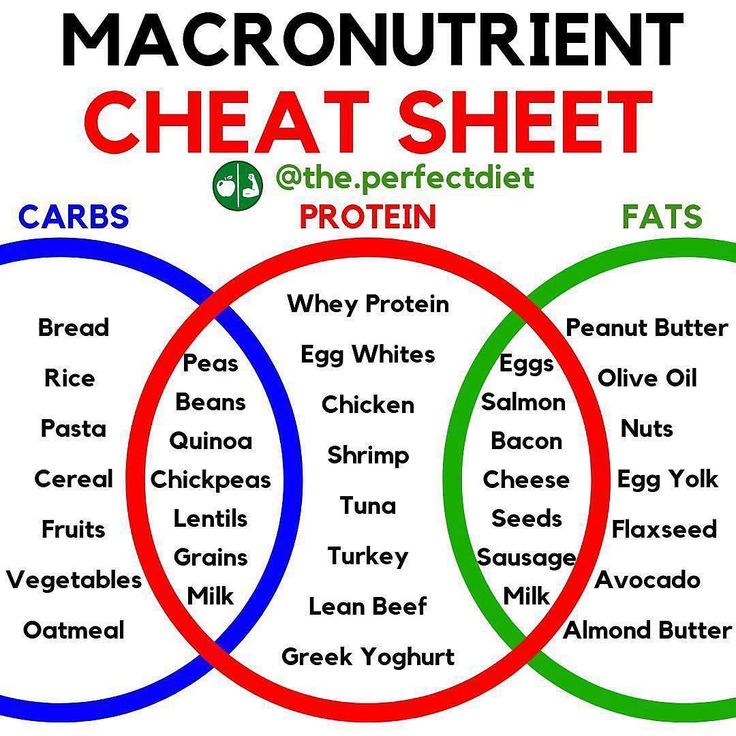 MACRONUTRIENT
CHEAT SHEET
@the.perfectdiet
CARBS
PROTEIN
FATS
Bread
Rice
Pasta
Cereal
Fruits
Vegetables
Oatmeal
Peas
Beans
Quinoa
Chickpeas
Lentils
Grains
Milk
Whey Protein
Egg Whites
Chicken
Shrimp
Tuna
Turkey
Lean Beef
Greek Yoghurt
Eggs
Salmon
Bacon
Cheese
Seeds
Sausage
Milk
Peanut Butter
Olive Oil
Nuts
Egg Yolk
Flaxseed
Avocado
Almond Butter